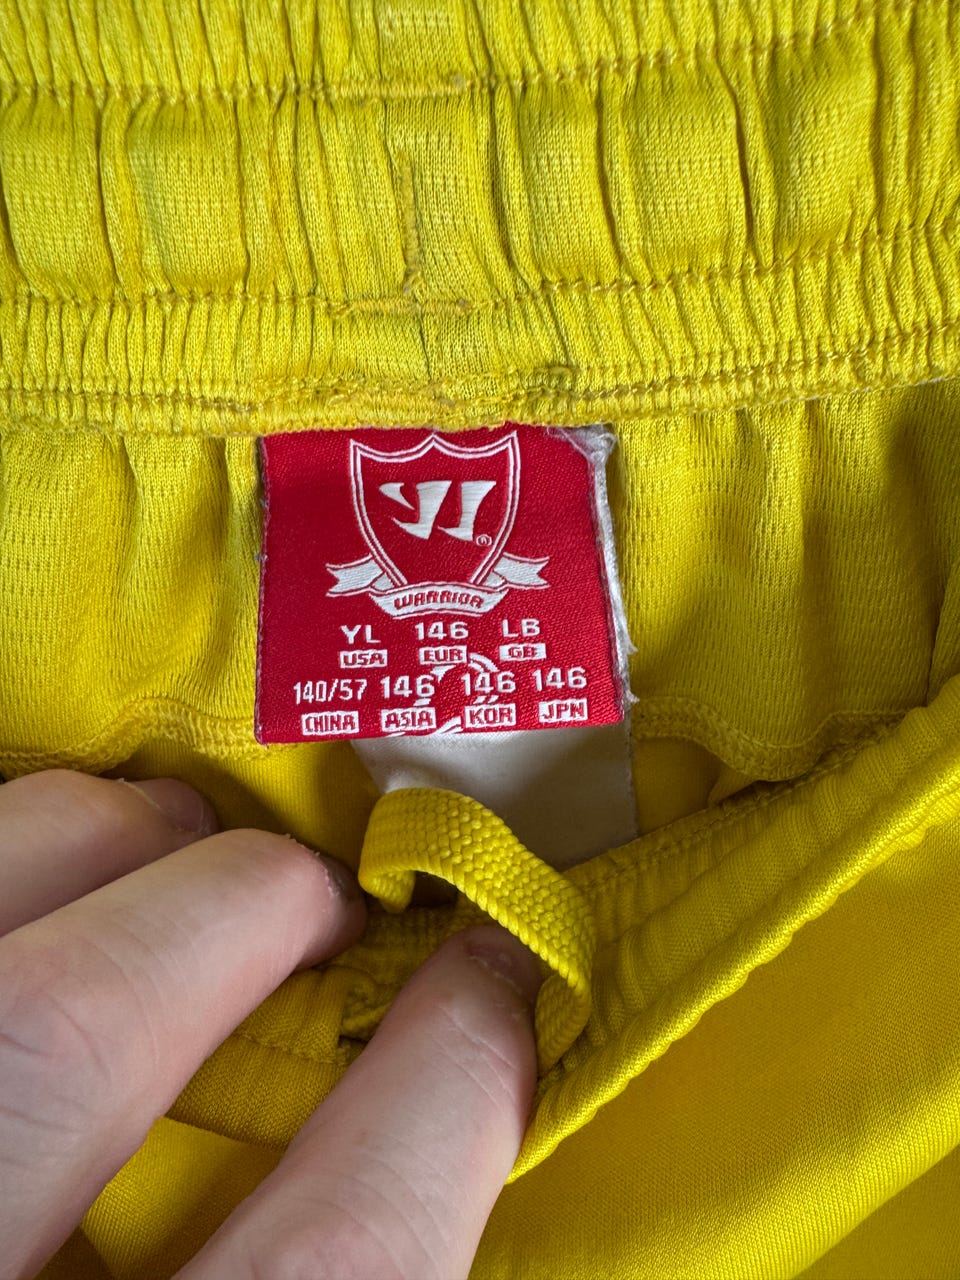 ®
WARRIOR
YL 146 LB
USA EUR GB
140/57 146 146 146
CHINA ASIA KOR JPN